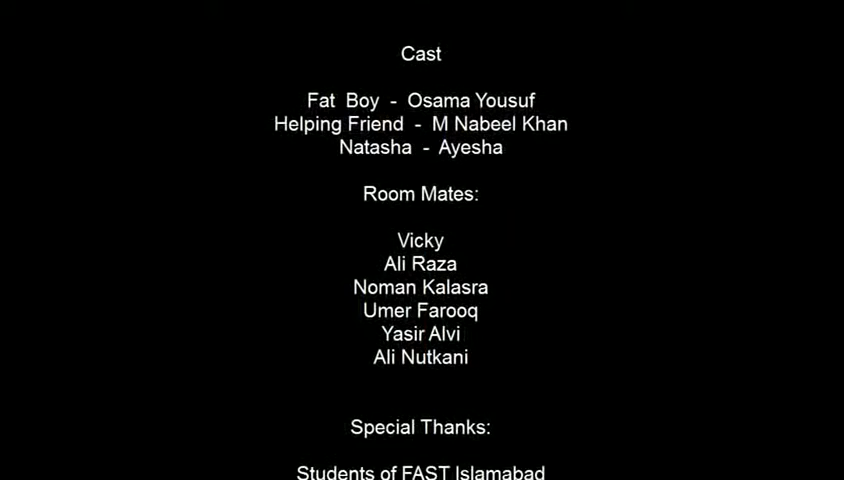 Cast
Fat Boy - Osama Yousuf
Helping Friend - M Nabeel Khan
Natasha - Ayesha
Room Mates:
Vicky
Ali Raza
Noman Kalasra
Umer Farooq
Yasir Alvi
Ali Nutkani
Special Thanks:
Students of FAST Islamabad